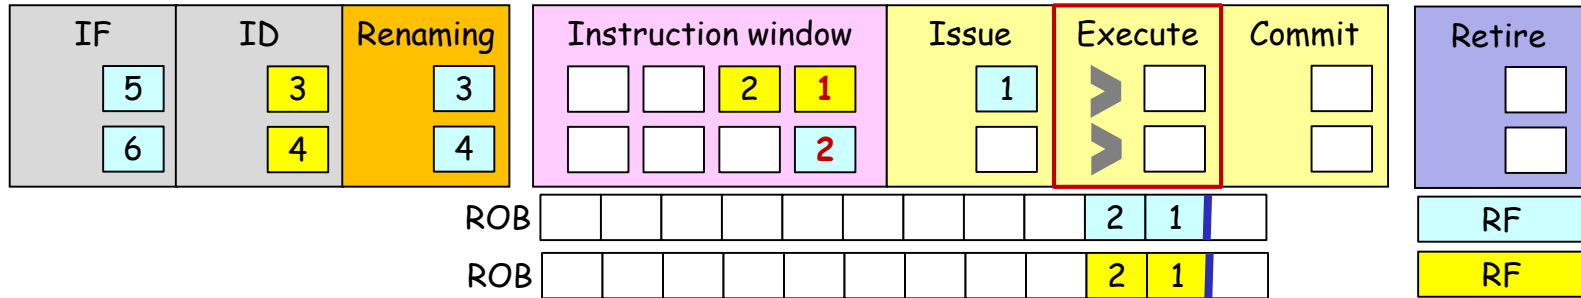 IF ID Renaming Instruction window Issue Execute Commit Retire
5 3 3 2 1 1
6 4 4 2
ROB 2 1 RF
ROB 2 1 RF